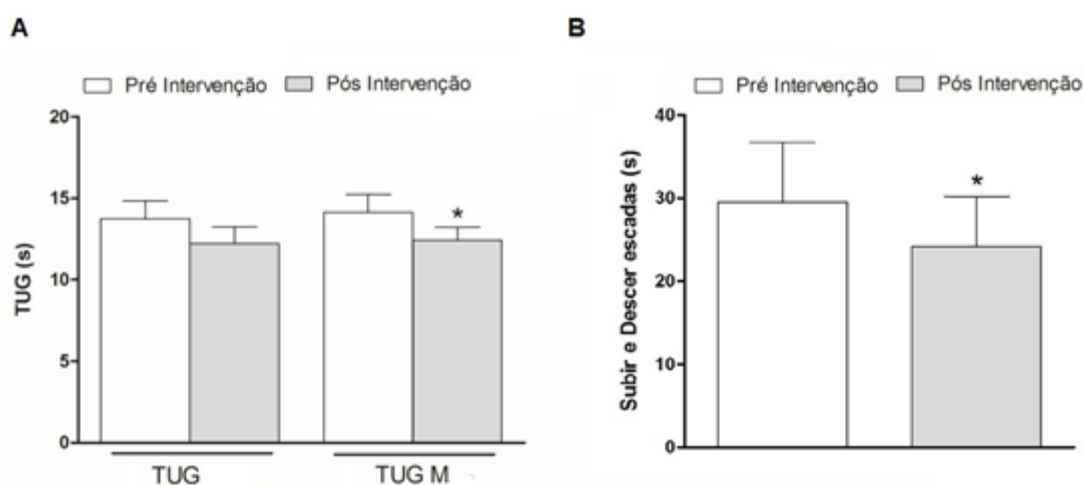 A
Pré Intervenção
Pós Intervenção
TUG (s)
20
15
10
5
0
*
TUG
TUG M
B
Pré Intervenção
Pós Intervenção
Subir e Descer escadas (s)
40
30
20
10
0
*